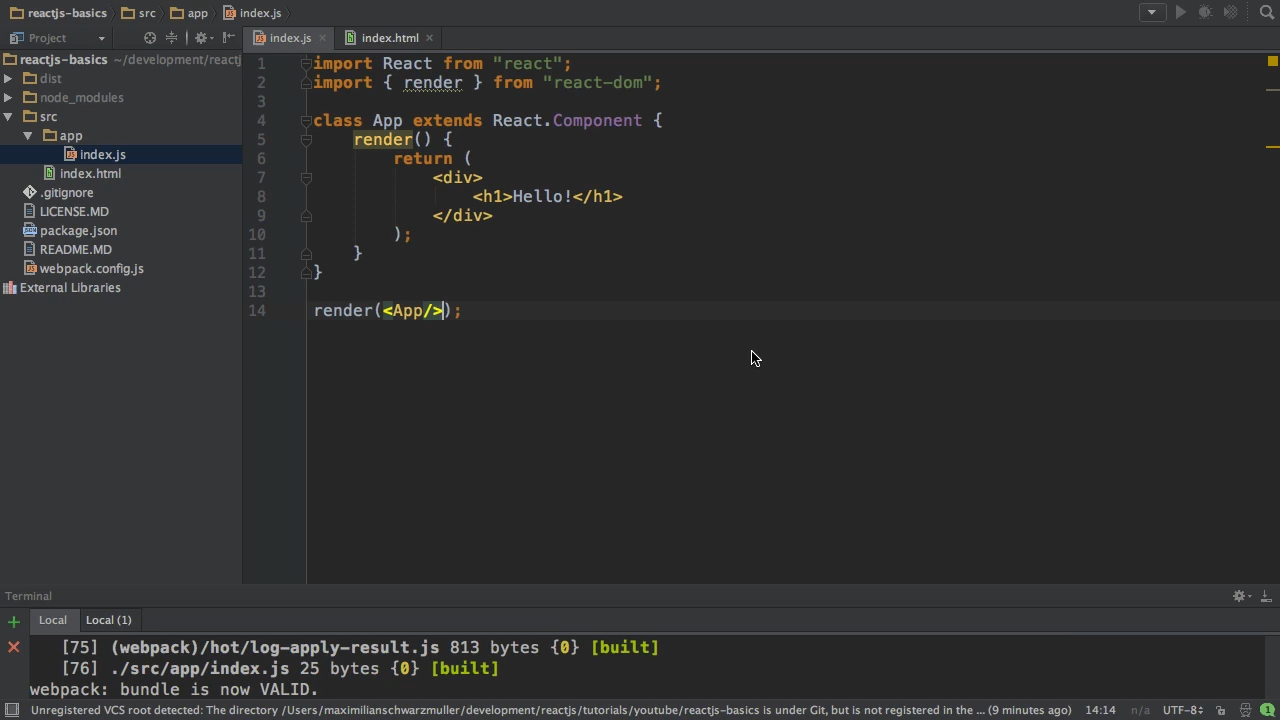 reactjs-basics src app index.js
Project
index.js index.html
reactjs-basics ~/development/reactj
dist
node_modules
src
app
index.js
index.html
.gitignore
LICENSE.MD
package.json
README.MD
webpack.config.js
External Libraries
1 import React from "react";
2 import { render } from "react-dom";
3
4 class App extends React.Component {
5 render() {
6 return (
7 <div>
8 <h1>Hello!</h1>
9 </div>
10 );
11 }
12 }
13
14 render(<App/>);
Terminal
Local Local (1)
[75] (webpack)/hot/log-apply-result.js 813 bytes {0} [built]
[76] ./src/app/index.js 25 bytes {0} [built]
webpack: bundle is now VALID.
Unregistered VCS root detected: The directory /Users/maximilianschwarzmuller/development/reactjs/tutorials/youtube/reactjs-basics is under Git, but is not registered in the ... (9 minutes ago) 14:14 n/a UTF-8 1